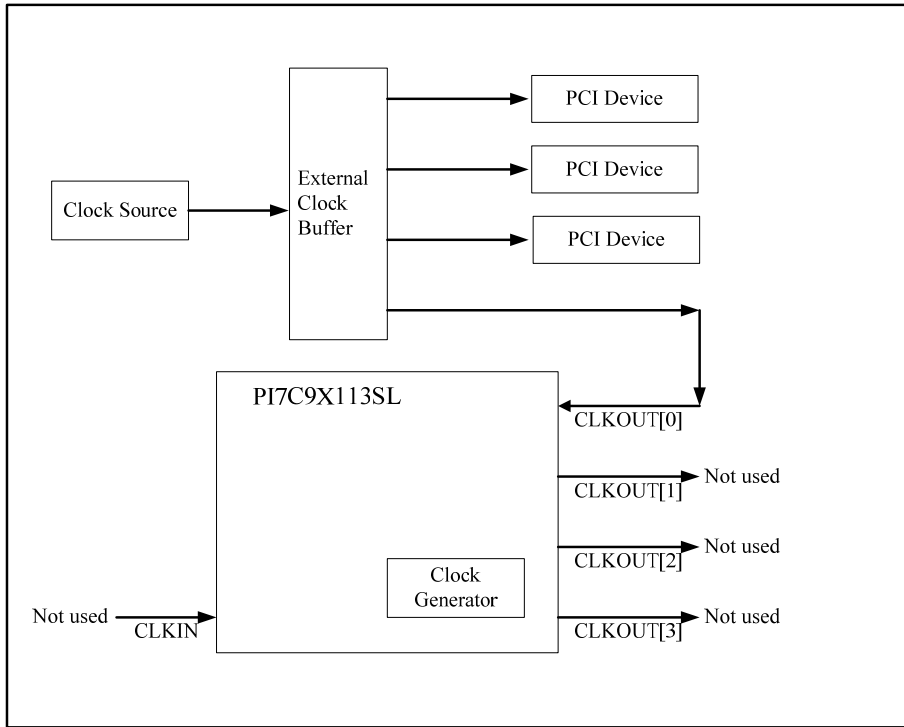 PCI Device
External
Clock
Buffer
PCI Device
Clock Source
PCI Device
PI7C9X113SL
CLKOUT[0]
CLKOUT[1]
Not used
CLKOUT[2]
Not used
Clock
Generator
Not used
CLKIN
CLKOUT[3]
Not used